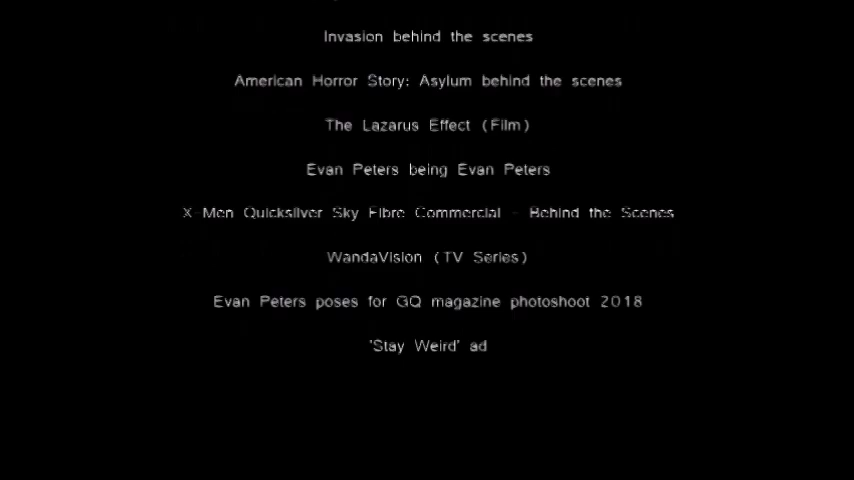 Invasion behind the scenes
American Horror Story: Asylum behind the scenes
The Lazarus Effect (Film)
Evan Peters being Evan Peters
X-Men Quicksilver Sky Fibre Commercial - Behind the Scenes
WandaVision (TV Series)
Evan Peters poses for GQ magazine photoshoot 2018
'Stay Weird' ad